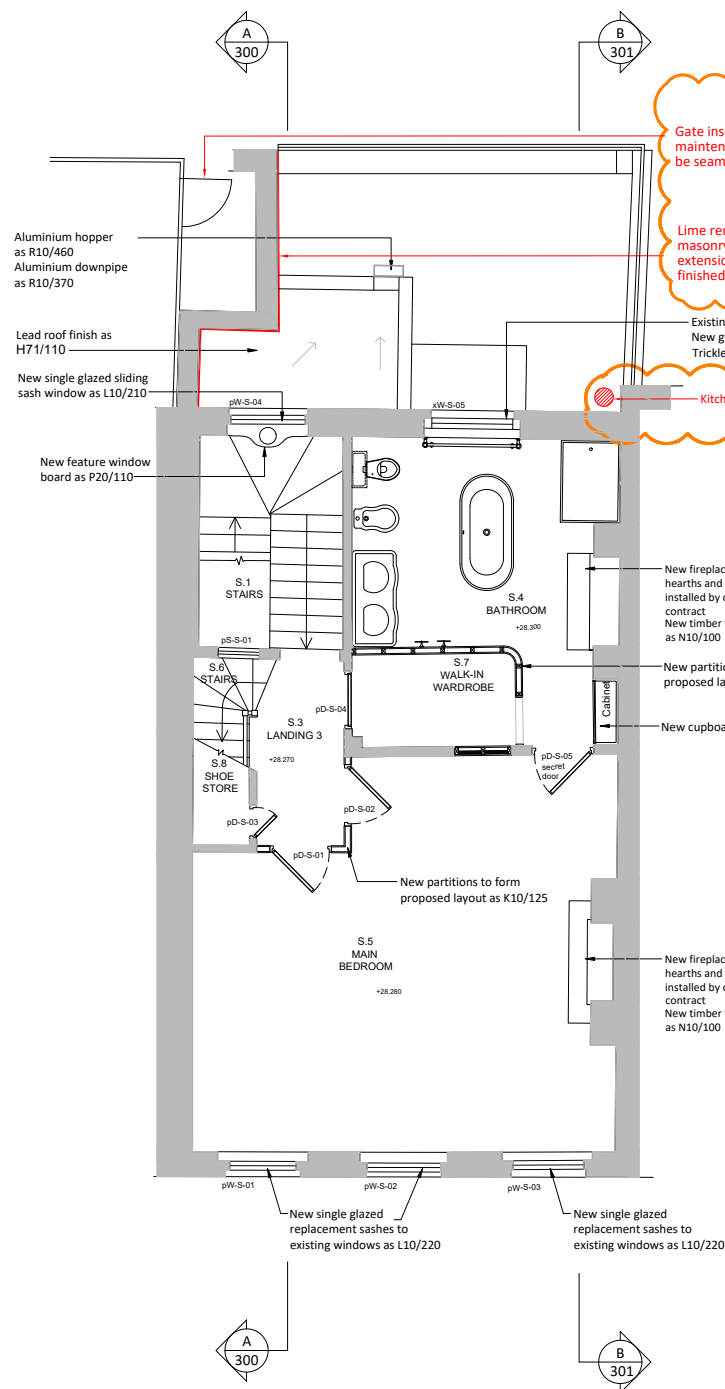 A
300
B
301
Gate ins
mainten
be seam
Aluminium hopper
as R10/460
Aluminium downpipe
as R10/370
Lime re
masonr
extensio
finished
Lead roof finish as
H71/110
Existin
New g
Trickle
New single glazed sliding
sash window as L10/210
pW-S-04
xW-S-05
Kitch
New feature window
board as P20/110
S.1
STAIRS
S.4
BATHROOM
+28.300
New fireplac
hearths and
installed by c
contract
New timber
as N10/100
pS-S-01
S.6
STAIRS
S.7
WALK-IN
WARDROBE
New partitio
proposed la
pD-S-04
S.3
LANDING 3
+28.270
Cabinet
New cupboa
S.8
SHOE
STORE
pD-S-05
secret
door
pD-S-03
pD-S-02
pD-S-01
New partitions to form
proposed layout as K10/125
S.5
MAIN
BEDROOM
+28.280
New fireplac
hearths and
installed by c
contract
New timber
as N10/100
pW-S-01
pW-S-02
pW-S-03
New single glazed
replacement sashes to
existing windows as L10/220
New single glazed
replacement sashes to
existing windows as L10/220
A
300
B
301